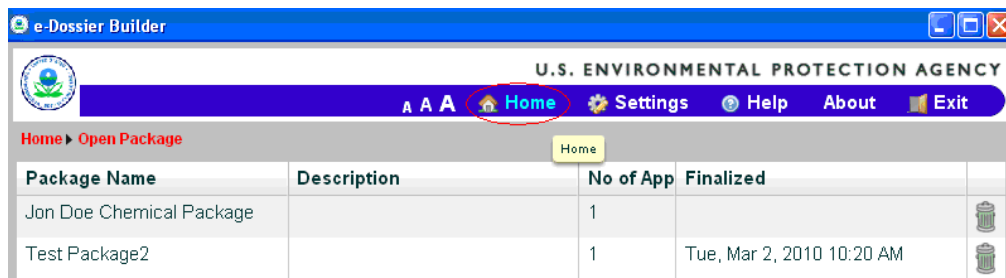 e-Dossier Builder
U.S. ENVIRONMENTAL PROTECTION AGENCY
A A A Home Settings Help About Exit
Home Open Package
Home
Package Name Description No of App Finalized
Jon Doe Chemical Package 1
Test Package2 1 Tue, Mar 2, 2010 10:20 AM